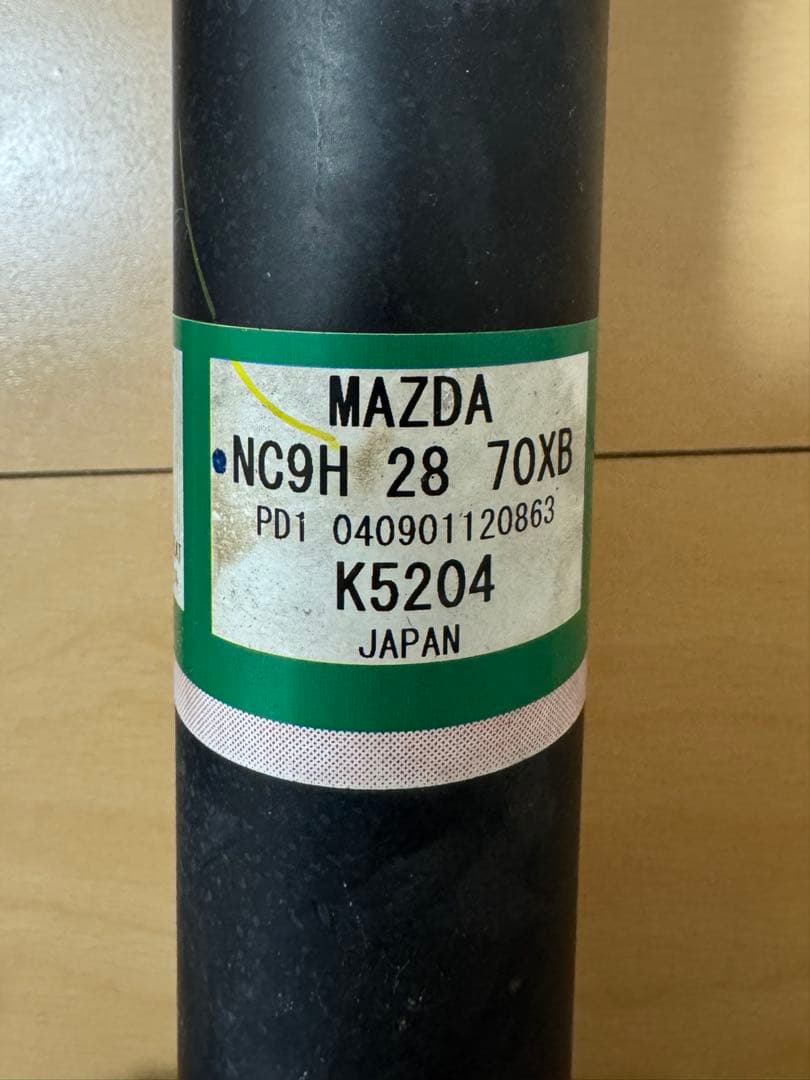 MAZDA
NC9H 28 70XB
PD1 040901120863
K5204
JAPAN